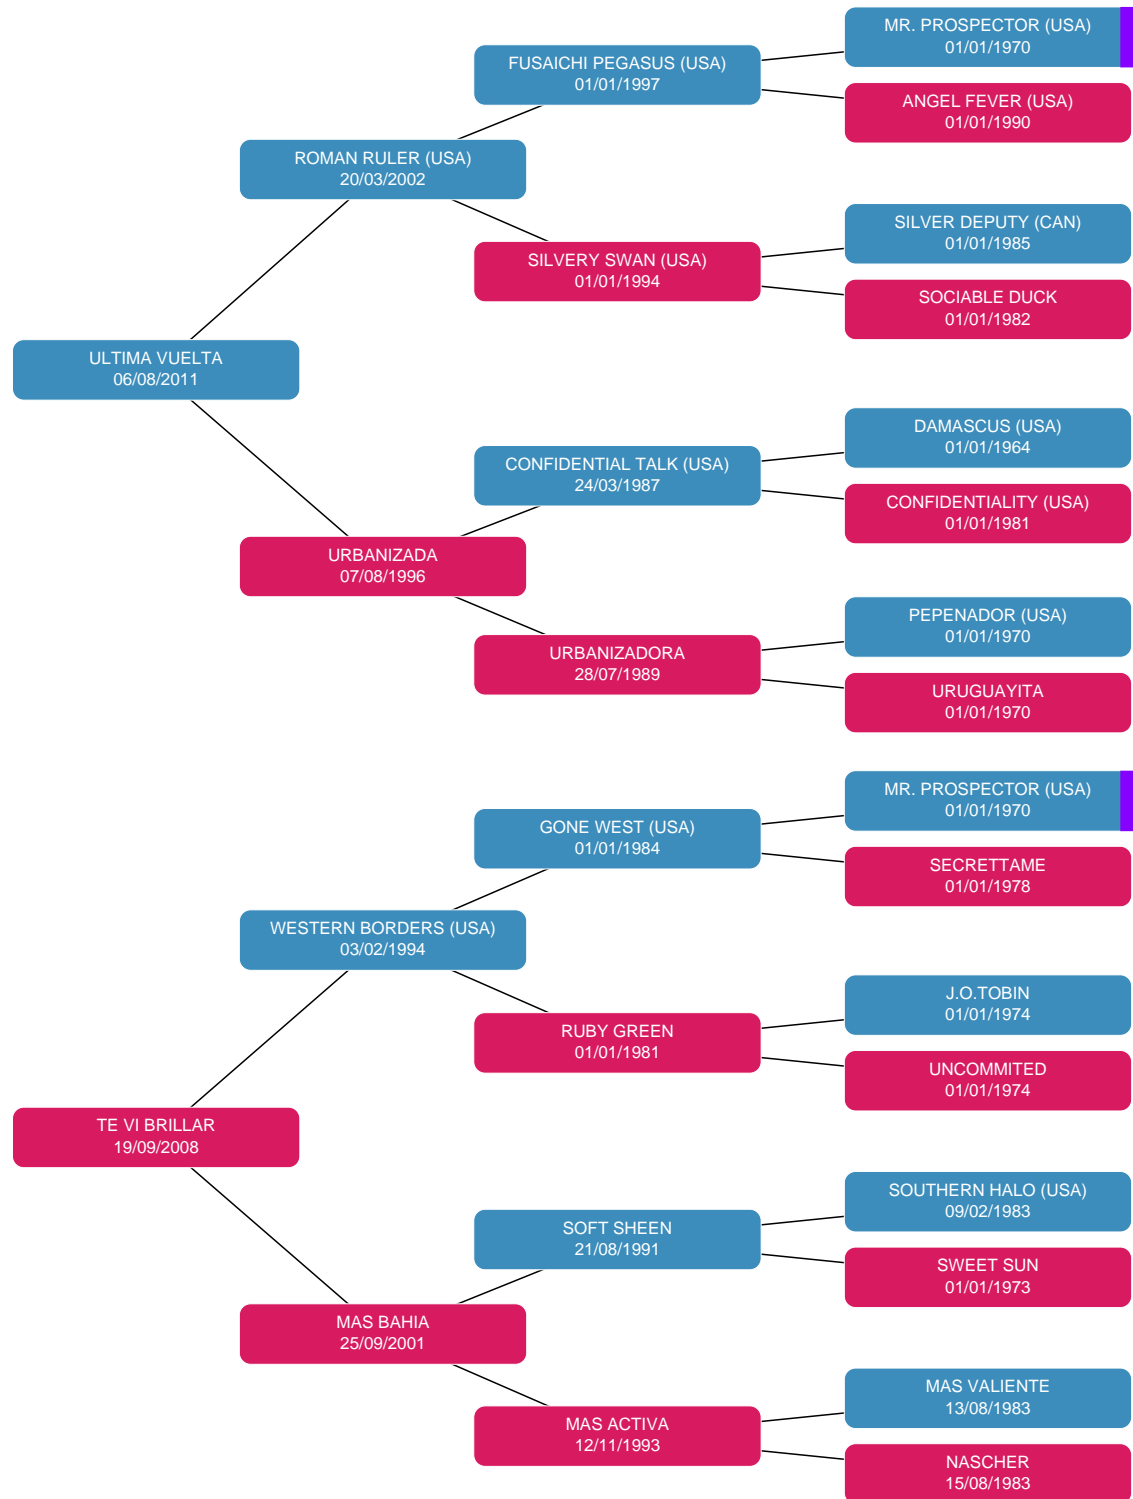 MR. PROSPECTOR (USA)
01/01/1970
FUSAICHI PEGASUS (USA)
01/01/1997
ANGEL FEVER (USA)
01/01/1990
ROMAN RULER (USA)
20/03/2002
SILVER DEPUTY (CAN)
01/01/1985
SILVERY SWAN (USA)
01/01/1994
SOCIABLE DUCK
01/01/1982
ULTIMA VUELTA
06/08/2011
DAMASCUS (USA)
01/01/1964
CONFIDENTIAL TALK (USA)
24/03/1987
CONFIDENTIALITY (USA)
01/01/1981
URBANIZADA
07/08/1996
PEPENADOR (USA)
01/01/1970
URBANIZADORA
28/07/1989
URUGUAYITA
01/01/1970
MR. PROSPECTOR (USA)
01/01/1970
GONE WEST (USA)
01/01/1984
SECRETTAME
01/01/1978
WESTERN BORDERS (USA)
03/02/1994
J.O.TOBIN
01/01/1974
RUBY GREEN
01/01/1981
UNCOMMITED
01/01/1974
TE VI BRILLAR
19/09/2008
SOUTHERN HALO (USA)
09/02/1983
SOFT SHEEN
21/08/1991
SWEET SUN
01/01/1973
MAS BAHIA
25/09/2001
MAS VALIENTE
13/08/1983
MAS ACTIVA
12/11/1993
NASCHER
15/08/1983